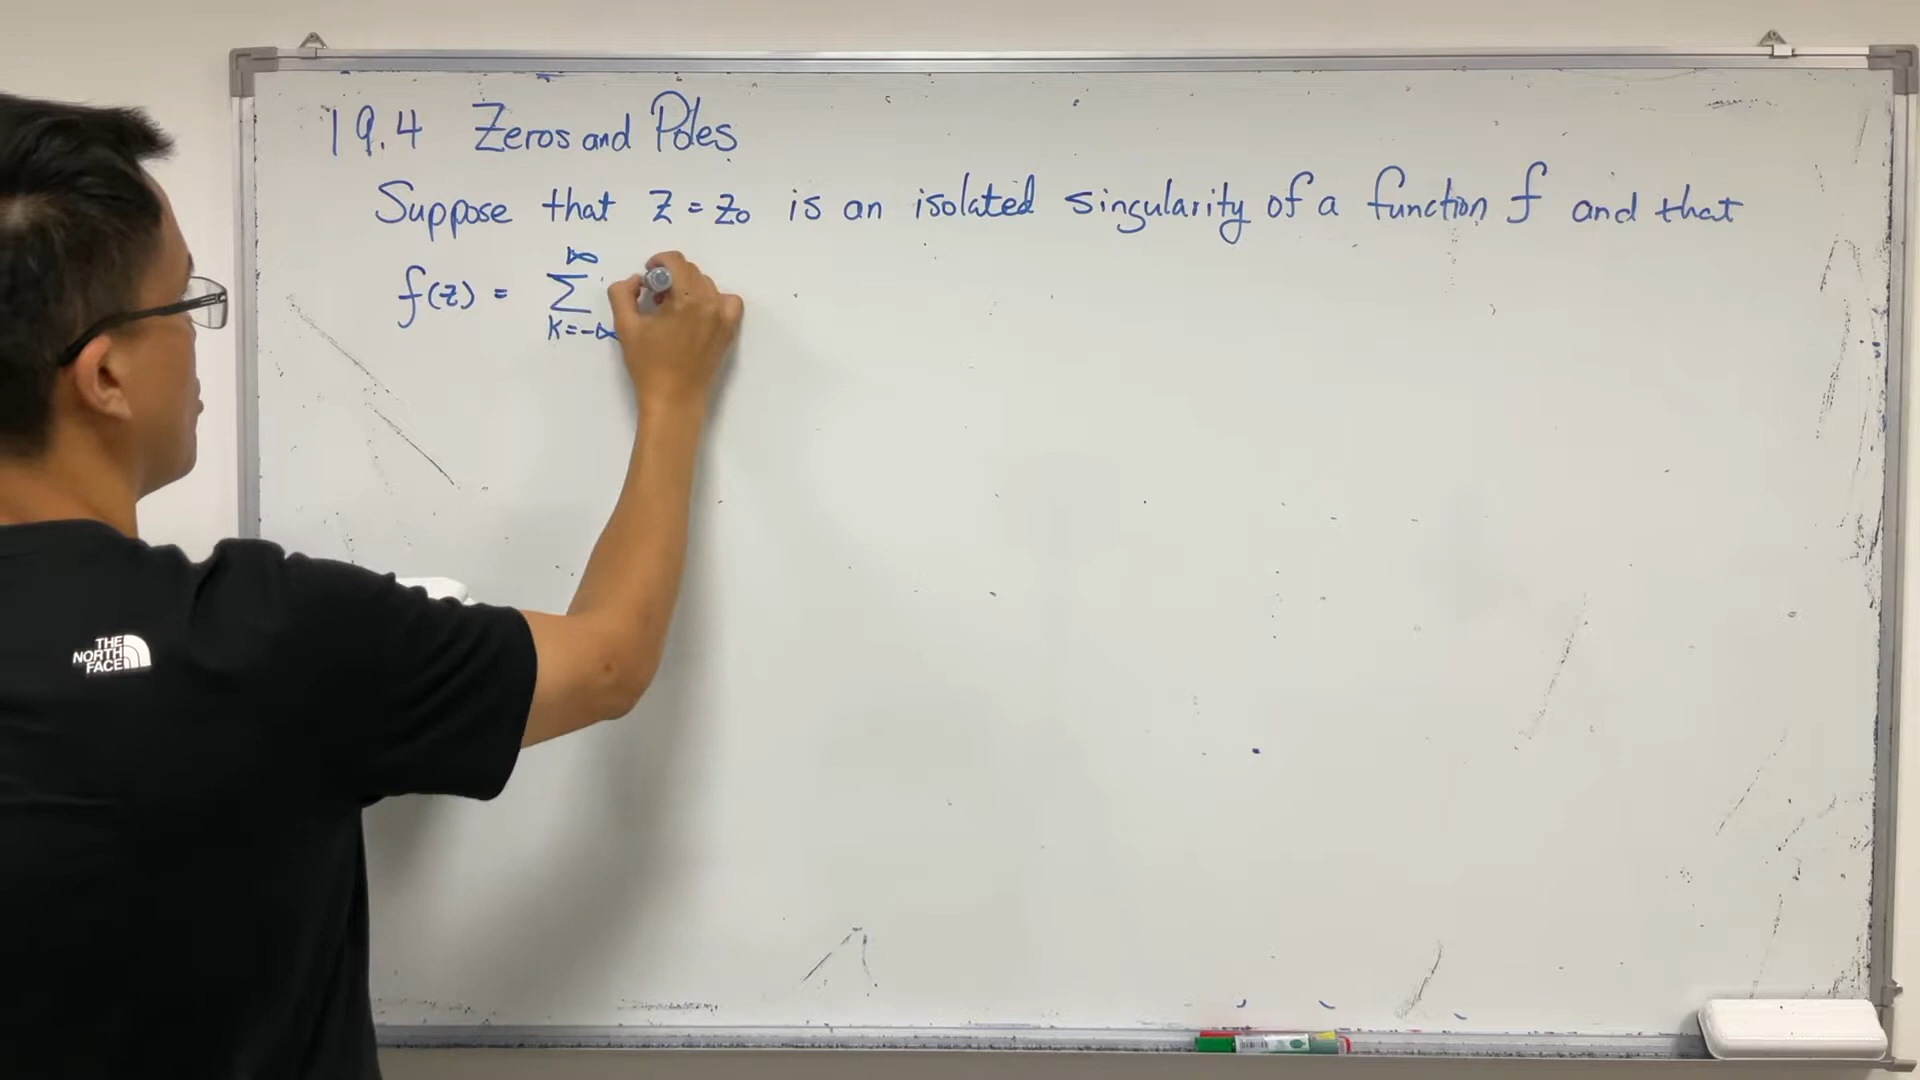 19.4 Zeros and Poles
Suppose that z = z₀ is an isolated singularity of a function f and that
f(z) = ∑_{k=-∞}^{∞}
THE
NORTH
FACE